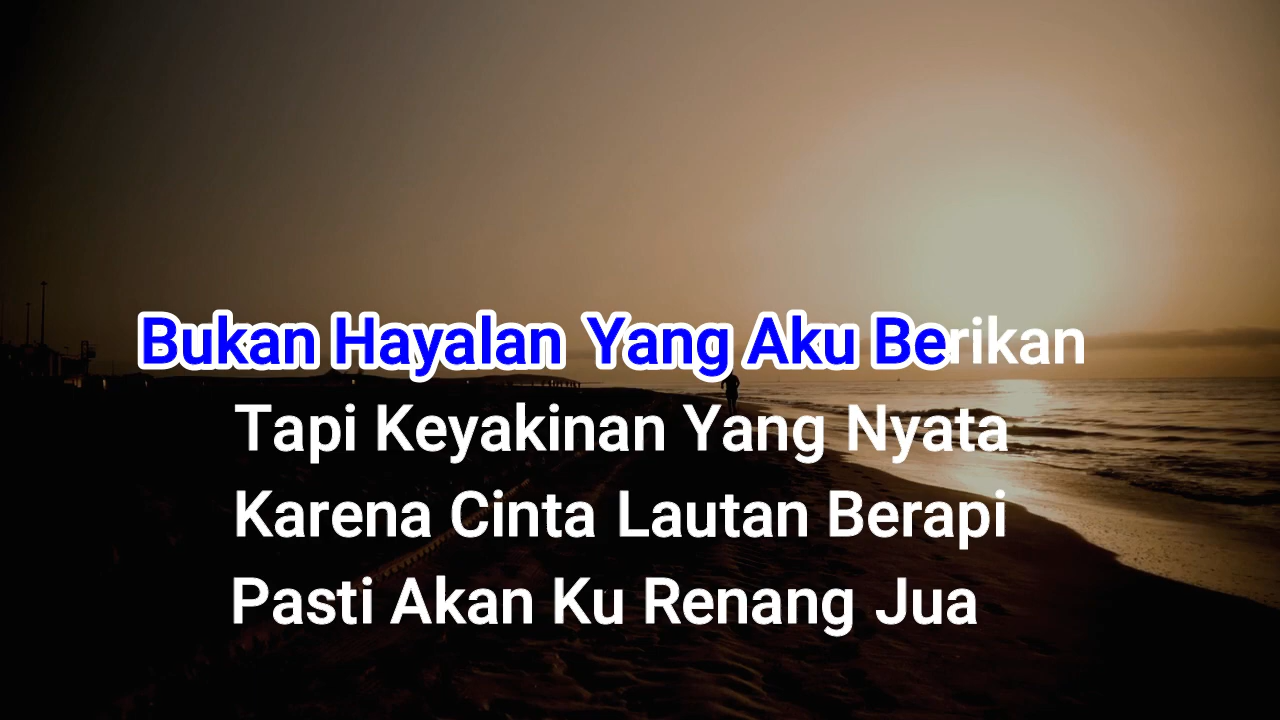 Bukan Hayalan Yang Aku Berikan
Tapi Keyakinan Yang Nyata
Karena Cinta Lautan Berapi
Pasti Akan Ku Renang Jua